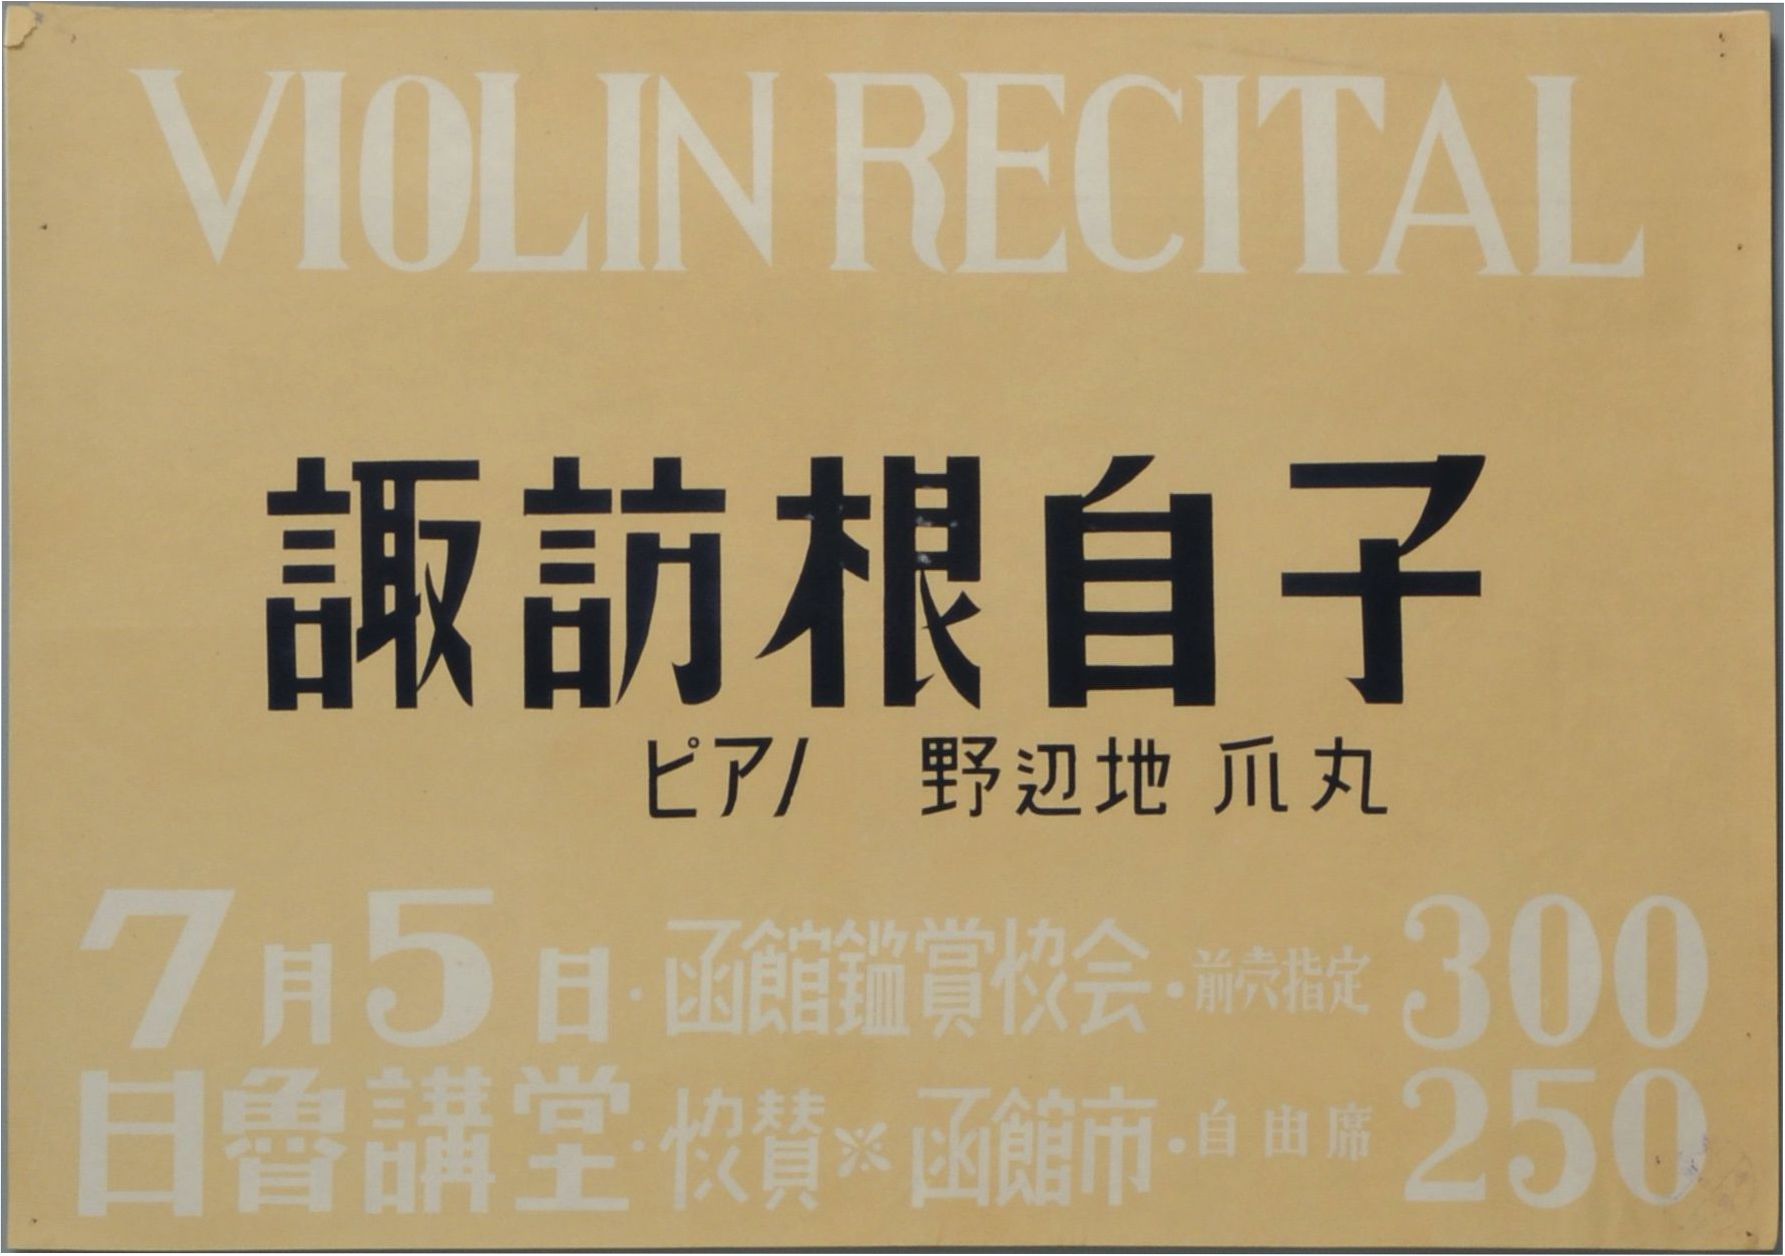 VIOLIN RECITAL
諏訪根自子
ピアノ 野辺地 爪丸
7月5日・函館鑑賞協会・前売指定 300
日魯講堂・協賛※函館市・自由席 250